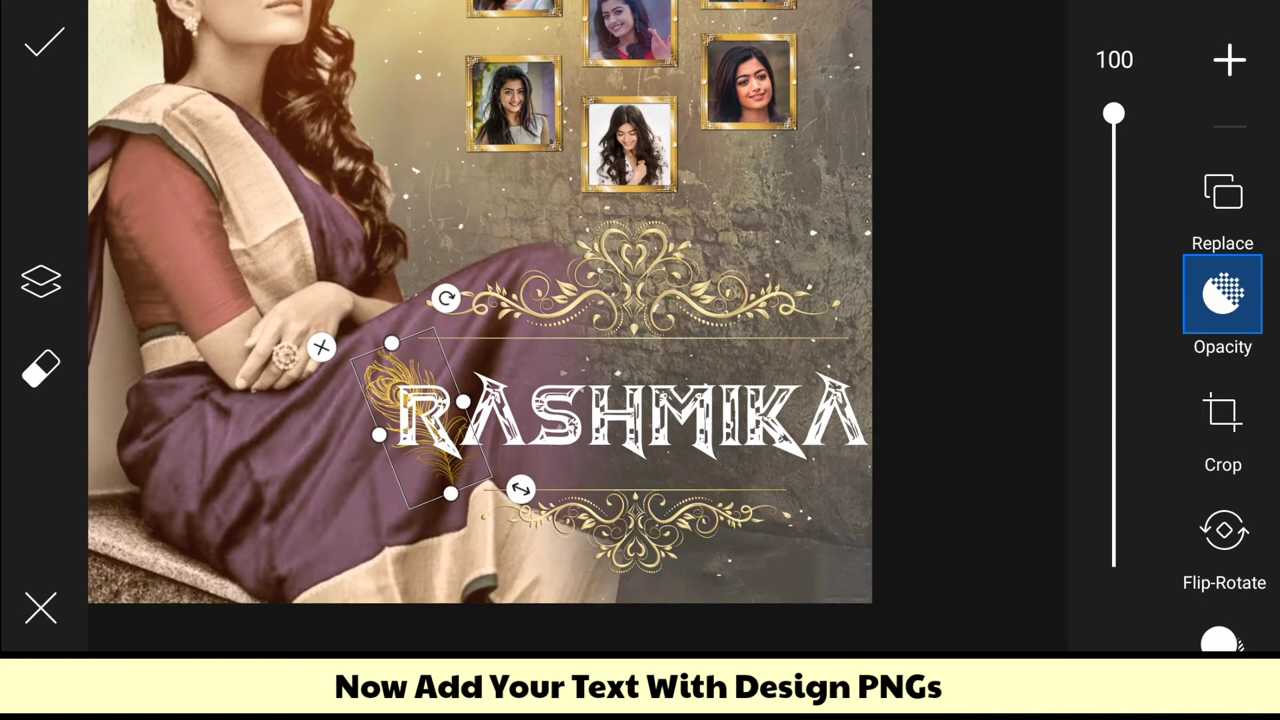 100
Replace
Opacity
RASHMIKA
Crop
Flip-Rotate
Now Add Your Text With Design PNGs